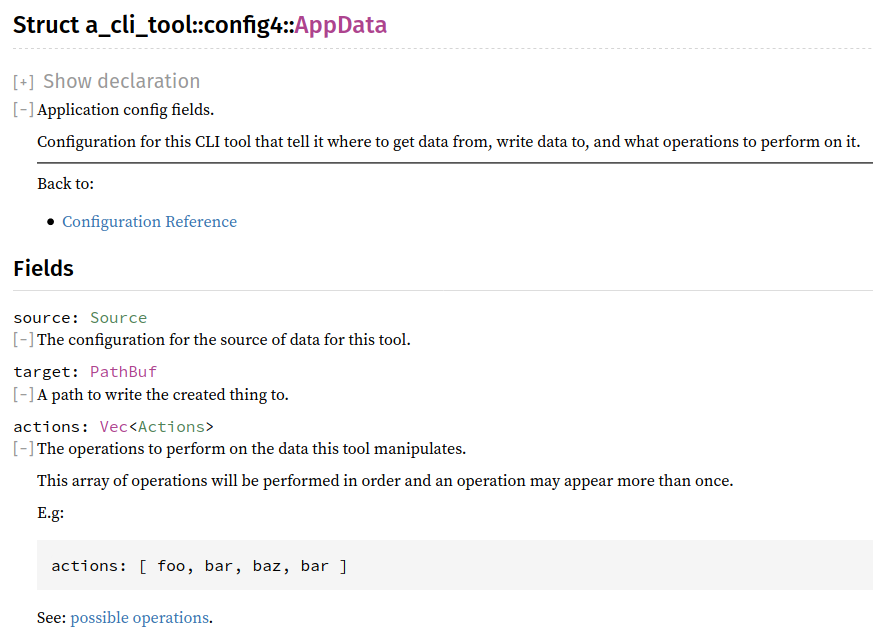 Struct a_cli_tool::config4::AppData
[+] Show declaration
[-] Application config fields.
Configuration for this CLI tool that tell it where to get data from, write data to, and what operations to perform on it.
Back to:
• Configuration Reference
Fields
source: Source
[-] The configuration for the source of data for this tool.
target: PathBuf
[-] A path to write the created thing to.
actions: Vec<Actions>
[-] The operations to perform on the data this tool manipulates.
This array of operations will be performed in order and an operation may appear more than once.
E.g:
actions: [ foo, bar, baz, bar ]
See: possible operations.